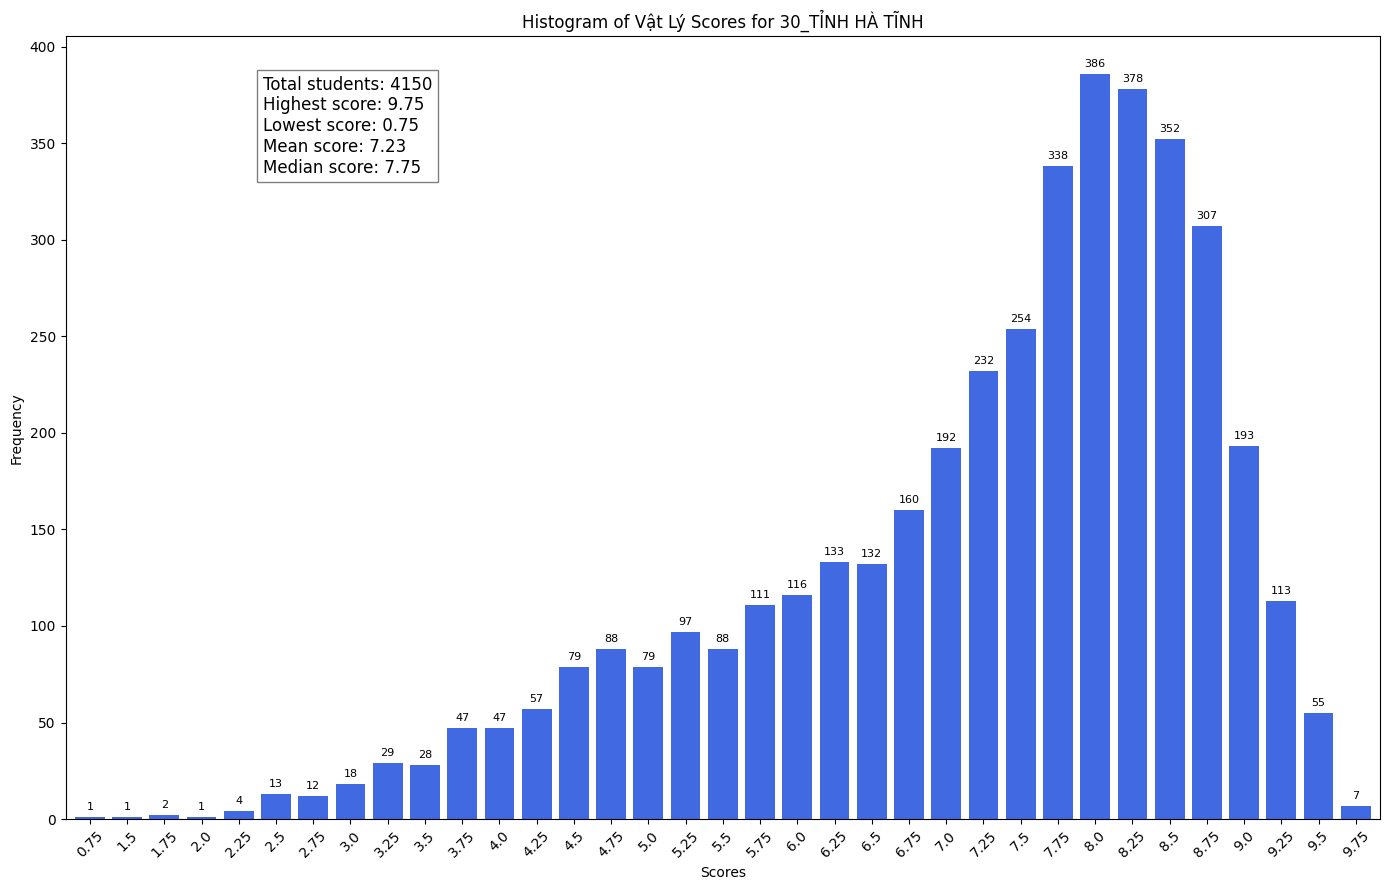 Histogram of Vật Lý Scores for 30_TỈNH HÀ TĨNH
Total students: 4150
Highest score: 9.75
Lowest score: 0.75
Mean score: 7.23
Median score: 7.75
Frequency
400
350
300
250
200
150
100
50
0
1 1 2 1 4 13 12 18 29 28 47 47 57 79 88 79 97 88 111 116 133 132 160 192 232 254 338 386 378 352 307 193 113 55 7
0.75 1.5 1.75 2.0 2.25 2.5 2.75 3.0 3.25 3.5 3.75 4.0 4.25 4.5 4.75 5.0 5.25 5.5 5.75 6.0 6.25 6.5 6.75 7.0 7.25 7.5 7.75 8.0 8.25 8.5 8.75 9.0 9.25 9.5 9.75
Scores